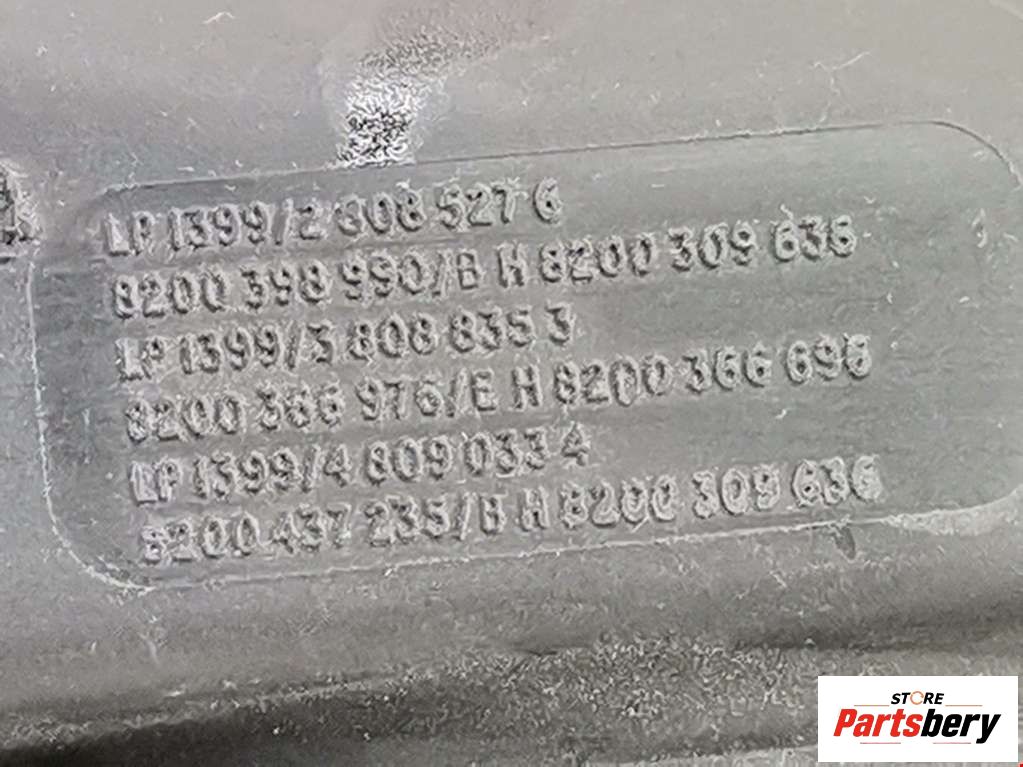 LP 1399/2 808 527 6
8200 398 990/B H 8200 309 636
LP 1399/3 808 835 3
8200 366 976/E H 8200 366 695
LP 1399/4 809 033 4
8200 437 235/B H 8200 309 636
STORE
Partsbery